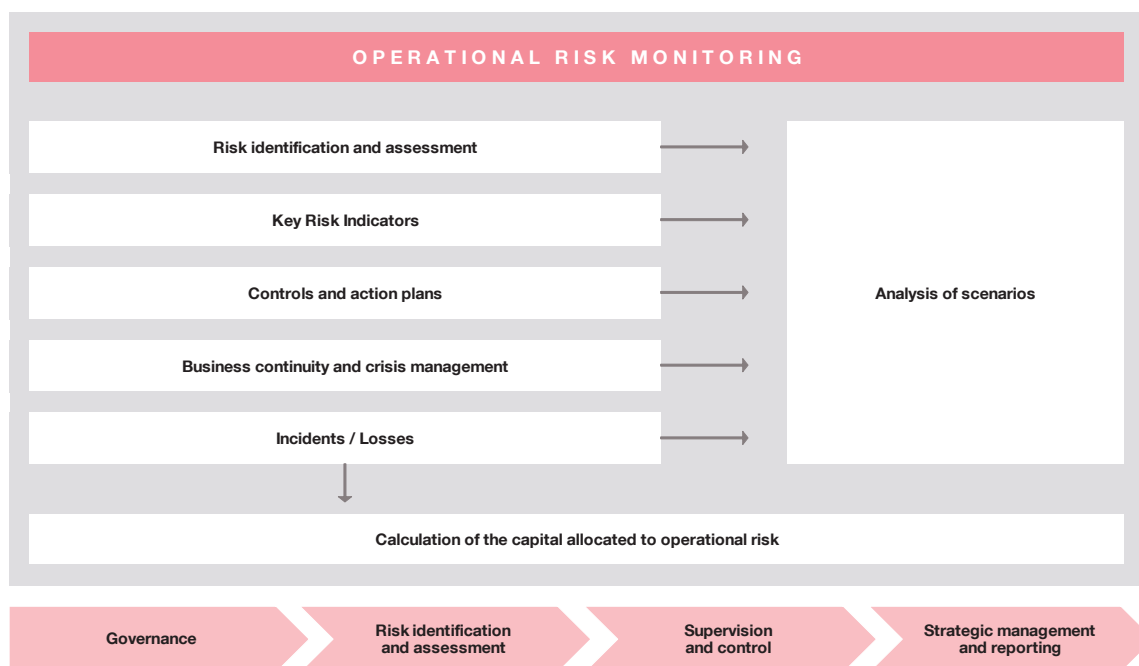 OPERATIONAL RISK MONITORING
Risk identification and assessment
Key Risk Indicators
Controls and action plans
Business continuity and crisis management
Incidents / Losses
Analysis of scenarios
Calculation of the capital allocated to operational risk
Governance
Risk identification
and assessment
Supervision
and control
Strategic management
and reporting